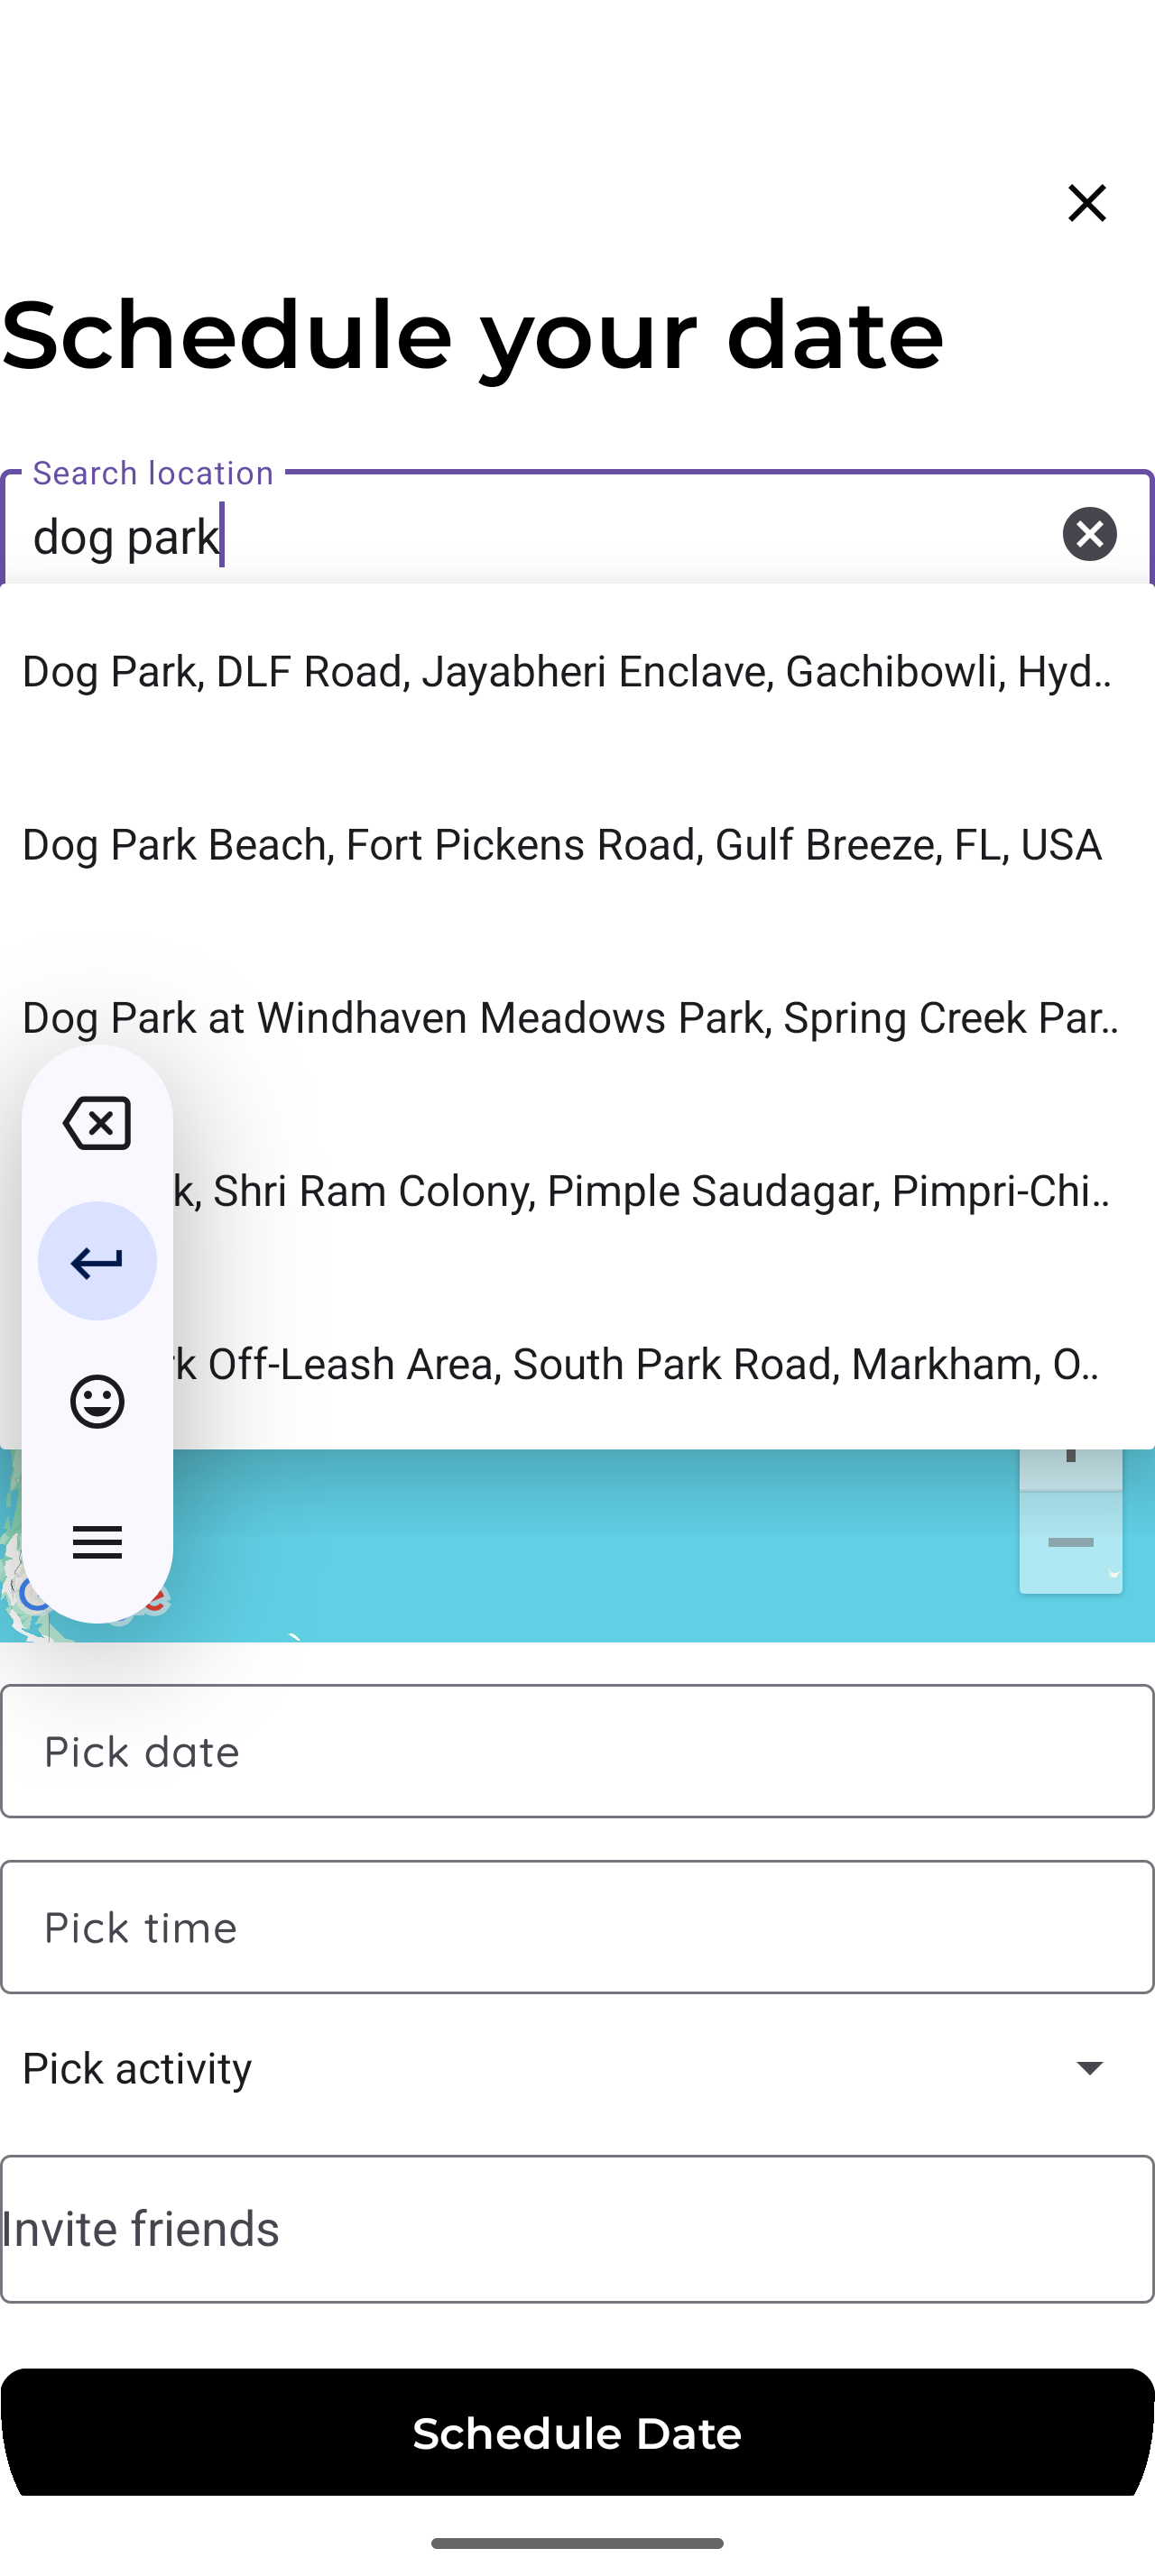 Schedule your date
Search location
dog park
Dog Park, DLF Road, Jayabheri Enclave, Gachibowli, Hyd..
Dog Park Beach, Fort Pickens Road, Gulf Breeze, FL, USA
Dog Park at Windhaven Meadows Park, Spring Creek Par..
k, Shri Ram Colony, Pimple Saudagar, Pimpri-Chi..
rk Off-Leash Area, South Park Road, Markham, O..
Pick date
Pick time
Pick activity
Invite friends
Schedule Date